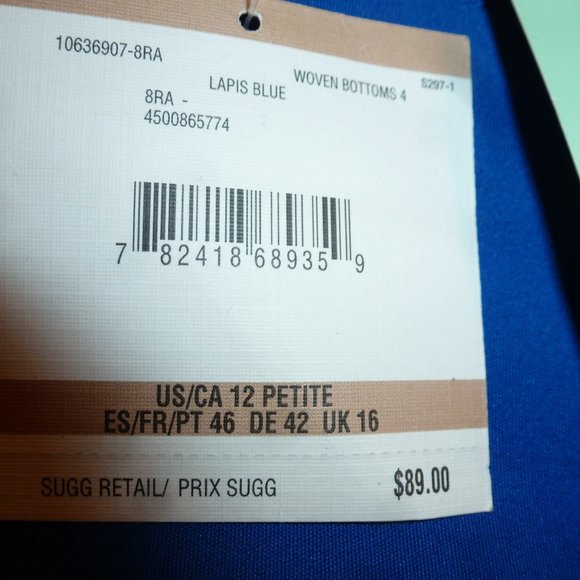 10636907-8RA
LAPIS BLUE WOVEN BOTTOMS 4 S297-1
8RA -
4500865774
7 82418 68935 9
US/CA 12 PETITE
ES/FR/PT 46 DE 42 UK 16
SUGG RETAIL/ PRIX SUGG $89.00